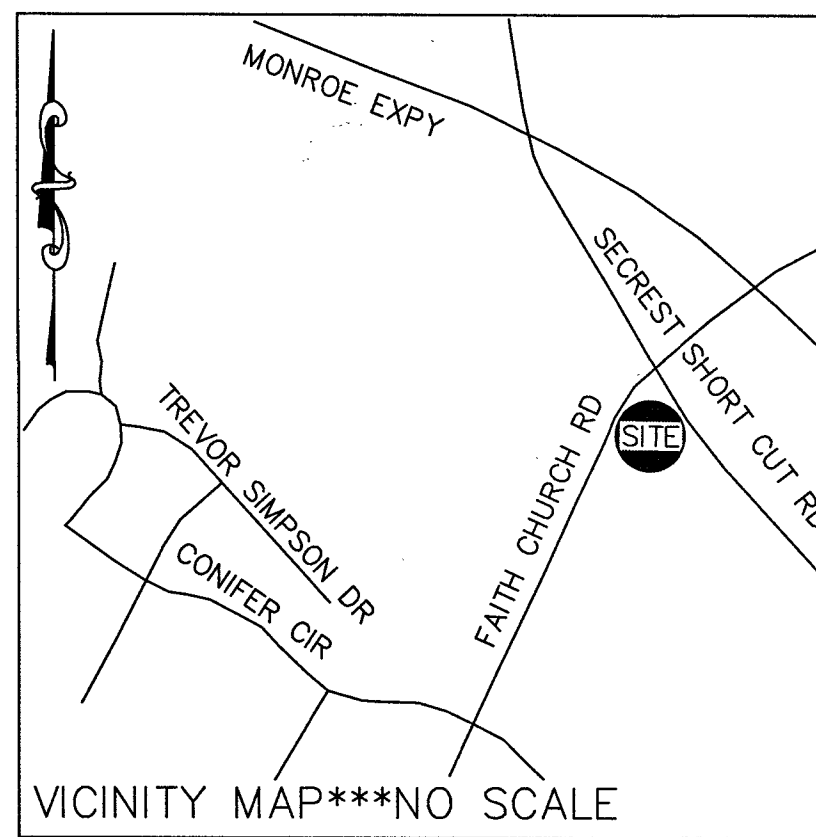 MONROE EXPY
SECREST SHORT CUT RD
SITE
FAITH CHURCH RD
TREVOR SIMPSON DR
CONIFER CIR
VICINITY MAP***NO SCALE